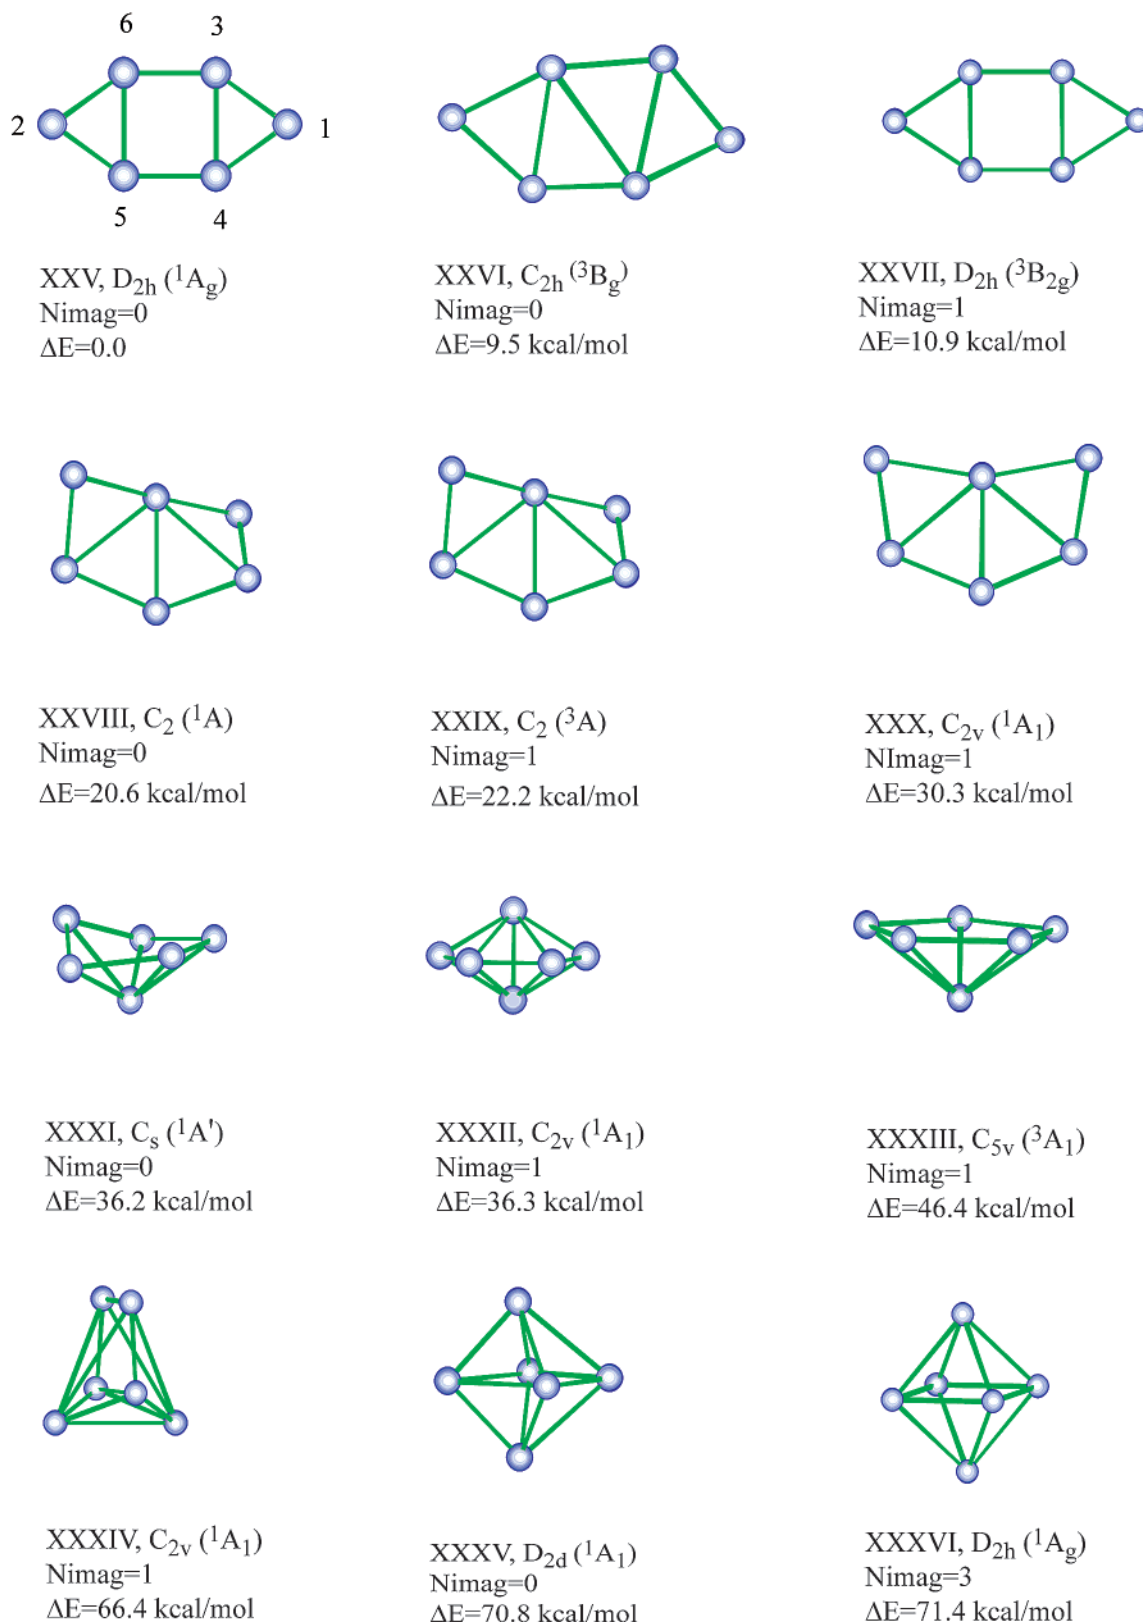 6 3
2 1
5 4
XXV, D2h (1Ag)
Nimag=0
ΔE=0.0
XXVI, C2h (3Bg)
Nimag=0
ΔE=9.5 kcal/mol
XXVII, D2h (3B2g)
Nimag=1
ΔE=10.9 kcal/mol
XXVIII, C2 (1A)
Nimag=0
ΔE=20.6 kcal/mol
XXIX, C2 (3A)
Nimag=1
ΔE=22.2 kcal/mol
XXX, C2v (1A1)
NImag=1
ΔE=30.3 kcal/mol
XXXI, Cs (1A')
Nimag=0
ΔE=36.2 kcal/mol
XXXII, C2v (1A1)
Nimag=1
ΔE=36.3 kcal/mol
XXXIII, C5v (3A1)
Nimag=1
ΔE=46.4 kcal/mol
XXXIV, C2v (1A1)
Nimag=1
ΔE=66.4 kcal/mol
XXXV, D2d (1A1)
Nimag=0
ΔE=70.8 kcal/mol
XXXVI, D2h (1Ag)
Nimag=3
ΔE=71.4 kcal/mol